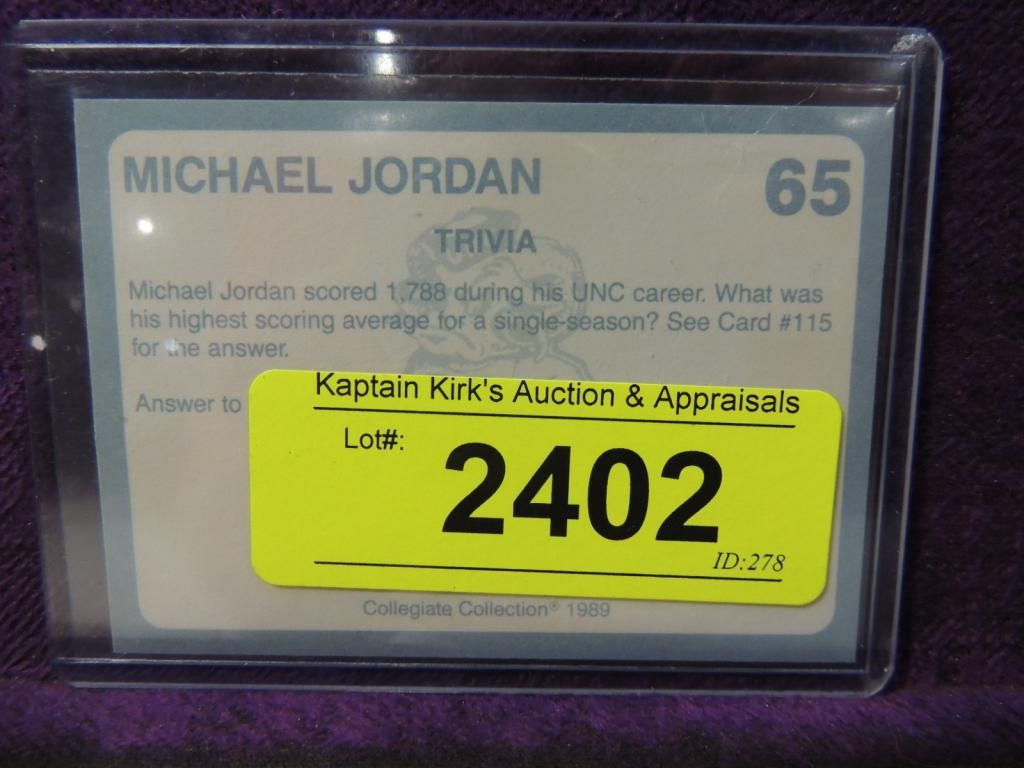 MICHAEL JORDAN 65
TRIVIA
Michael Jordan scored 1,788 during his UNC career. What was
his highest scoring average for a single-season? See Card #115
for the answer.
Answer to
Kaptain Kirk's Auction & Appraisals
Lot#: 2402
ID:278
Collegiate Collection® 1989